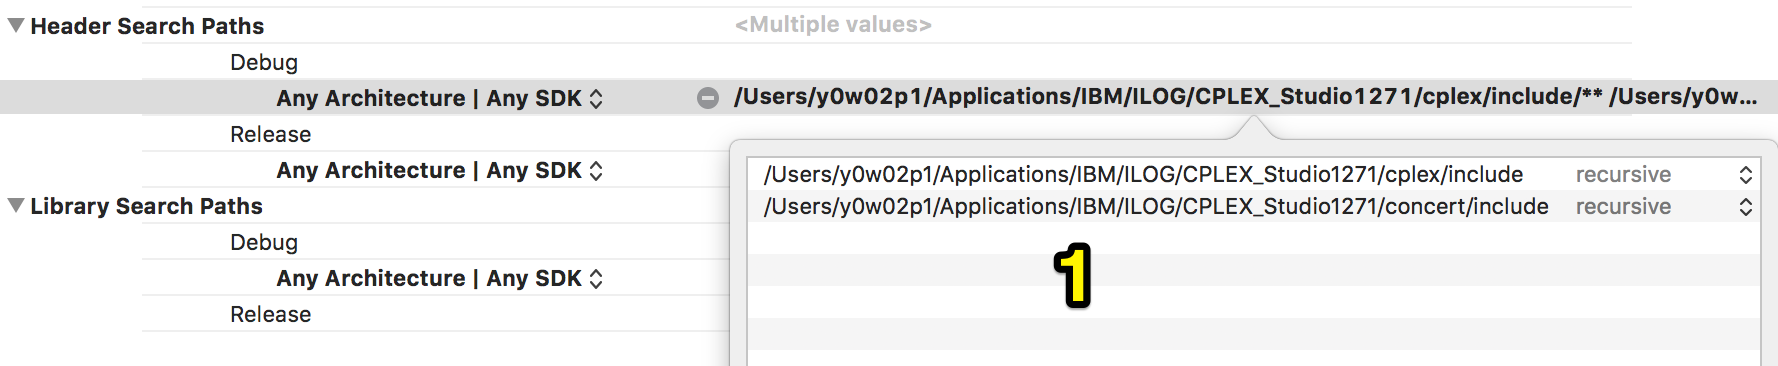 Header Search Paths <Multiple values>
Debug
Any Architecture | Any SDK /Users/y0w02p1/Applications/IBM/ILOG/CPLEX_Studio1271/cplex/include/** /Users/y0w...
Release
Any Architecture | Any SDK
/Users/y0w02p1/Applications/IBM/ILOG/CPLEX_Studio1271/cplex/include recursive
/Users/y0w02p1/Applications/IBM/ILOG/CPLEX_Studio1271/concert/include recursive
1
Library Search Paths
Debug
Any Architecture | Any SDK
Release